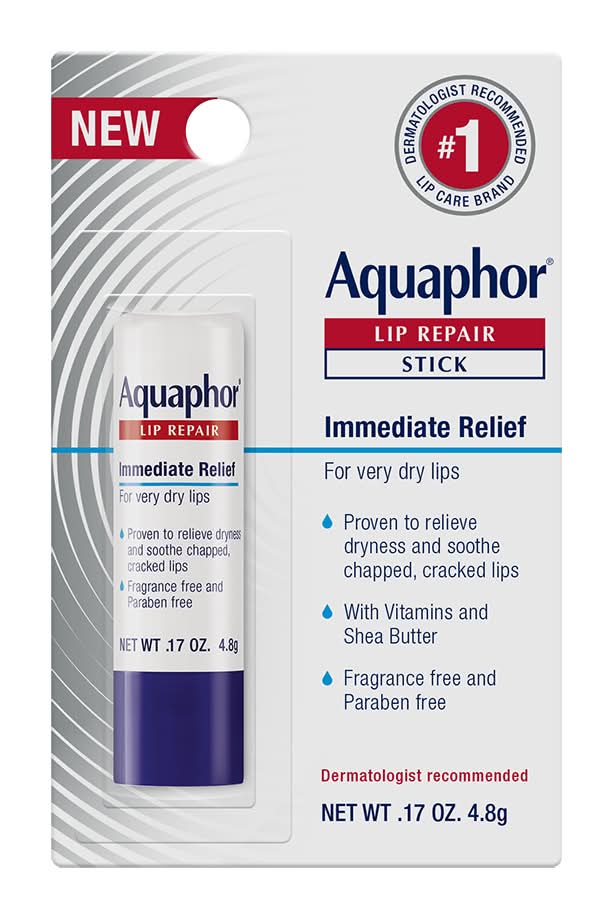 NEW
DERMATOLOGIST RECOMMENDED
#1
LIP CARE BRAND
Aquaphor®
LIP REPAIR
STICK
Immediate Relief
For very dry lips
Proven to relieve
dryness and soothe
chapped, cracked lips
With Vitamins and
Shea Butter
Fragrance free and
Paraben free
Dermatologist recommended
NET WT .17 OZ. 4.8g
Aquaphor®
LIP REPAIR
Immediate Relief
For very dry lips
Proven to relieve dryness
and soothe chapped,
cracked lips
Fragrance free and
Paraben free
NET WT .17 OZ. 4.8g